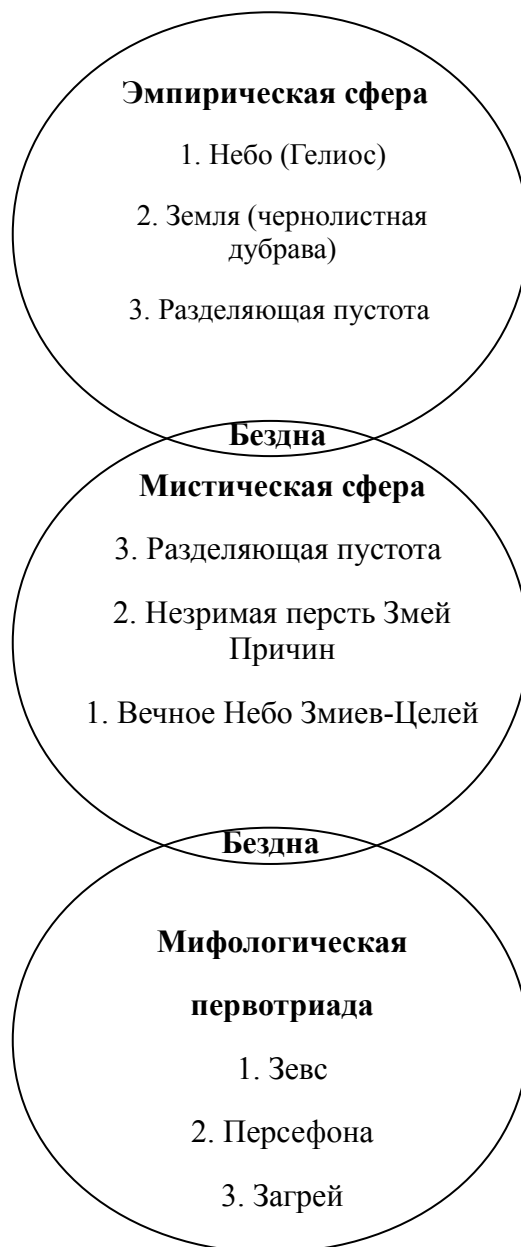 Эмпирическая сфера
1. Небо (Гелиос)
2. Земля (чернолистная
дубрава)
3. Разделяющая пустота
Бездна
Мистическая сфера
3. Разделяющая пустота
2. Незримая персть Змей
Причин
1. Вечное Небо Змиев-Целей
Бездна
Мифологическая
первотриада
1. Зевс
2. Персефона
3. Загрей